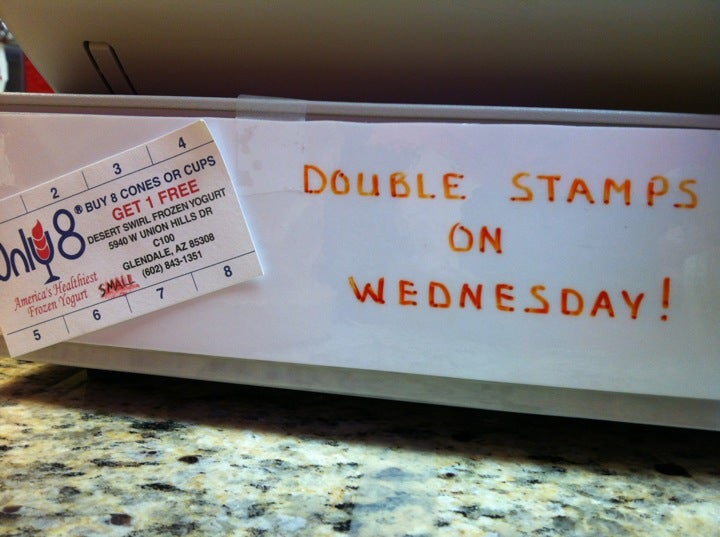 2 3 4
Only 8® BUY 8 CONES OR CUPS
GET 1 FREE
DESERT SWIRL FROZEN YOGURT
5940 W UNION HILLS DR
C100
GLENDALE, AZ 85308
(602) 843-1351
America's Healthiest
Frozen Yogurt
SMALL
5 6 7 8
DOUBLE STAMPS
ON
WEDNESDAY!